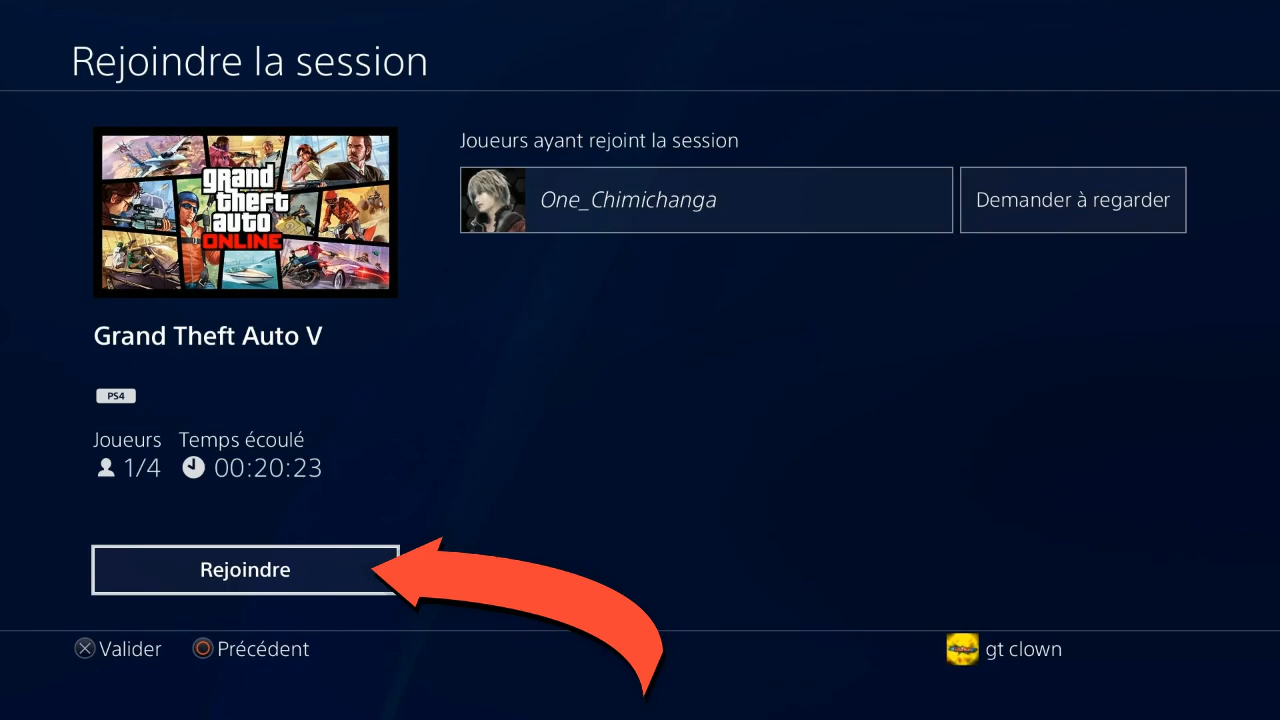 Rejoindre la session
grand
theft
auto
ONLINE
Grand Theft Auto V
PS4
Joueurs Temps écoulé
1/4 00:20:23
Rejoindre
Joueurs ayant rejoint la session
One_Chimichanga
Demander à regarder
Valider Précédent
gt clown